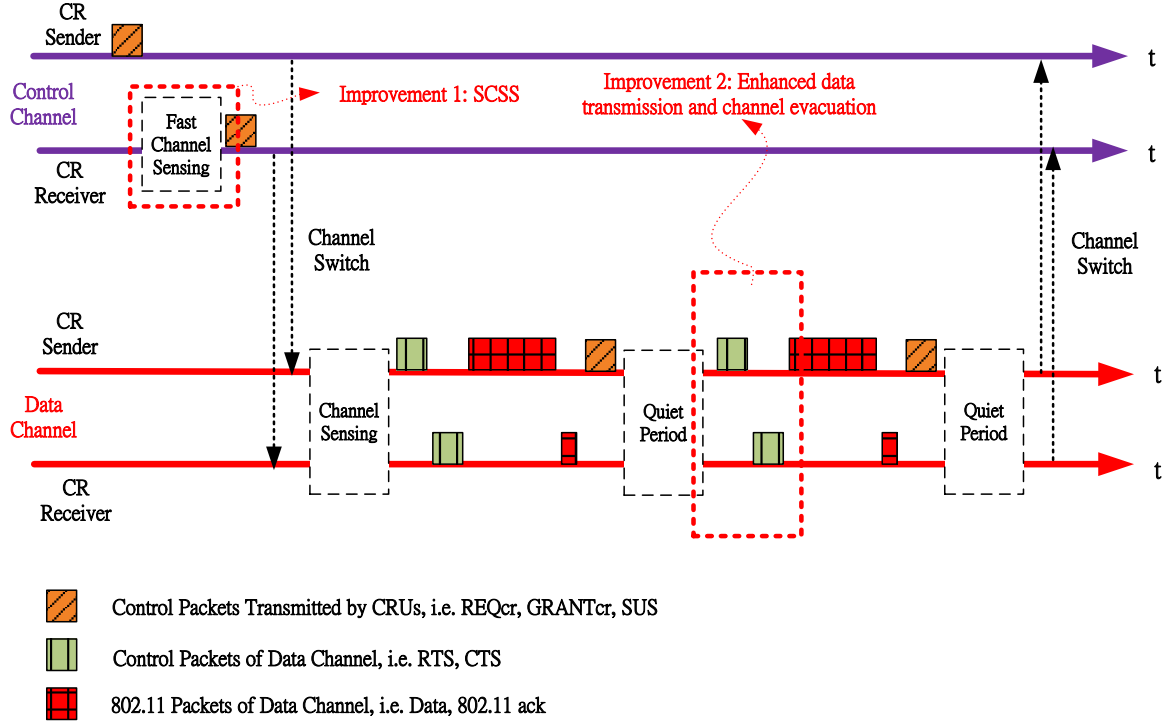 CR
Sender
t
Control
Channel
Improvement 1: SCSS
Improvement 2: Enhanced data
transmission and channel evacuation
Fast
Channel
Sensing
t
CR
Receiver
Channel
Switch
Channel
Switch
CR
Sender
t
Data
Channel
Channel
Sensing
Quiet
Period
Quiet
Period
t
CR
Receiver
Control Packets Transmitted by CRUs, i.e. REQcr, GRANTcr, SUS
Control Packets of Data Channel, i.e. RTS, CTS
802.11 Packets of Data Channel, i.e. Data, 802.11 ack